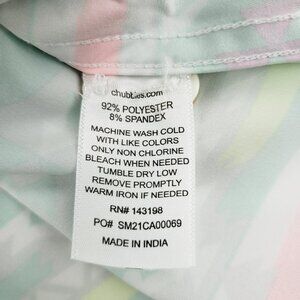 chubbies.com
92% POLYESTER
8% SPANDEX
MACHINE WASH COLD
WITH LIKE COLORS
ONLY NON CHLORINE
BLEACH WHEN NEEDED
TUMBLE DRY LOW
REMOVE PROMPTLY
WARM IRON IF NEEDED
RN# 143198
PO# SM21CA00069
MADE IN INDIA